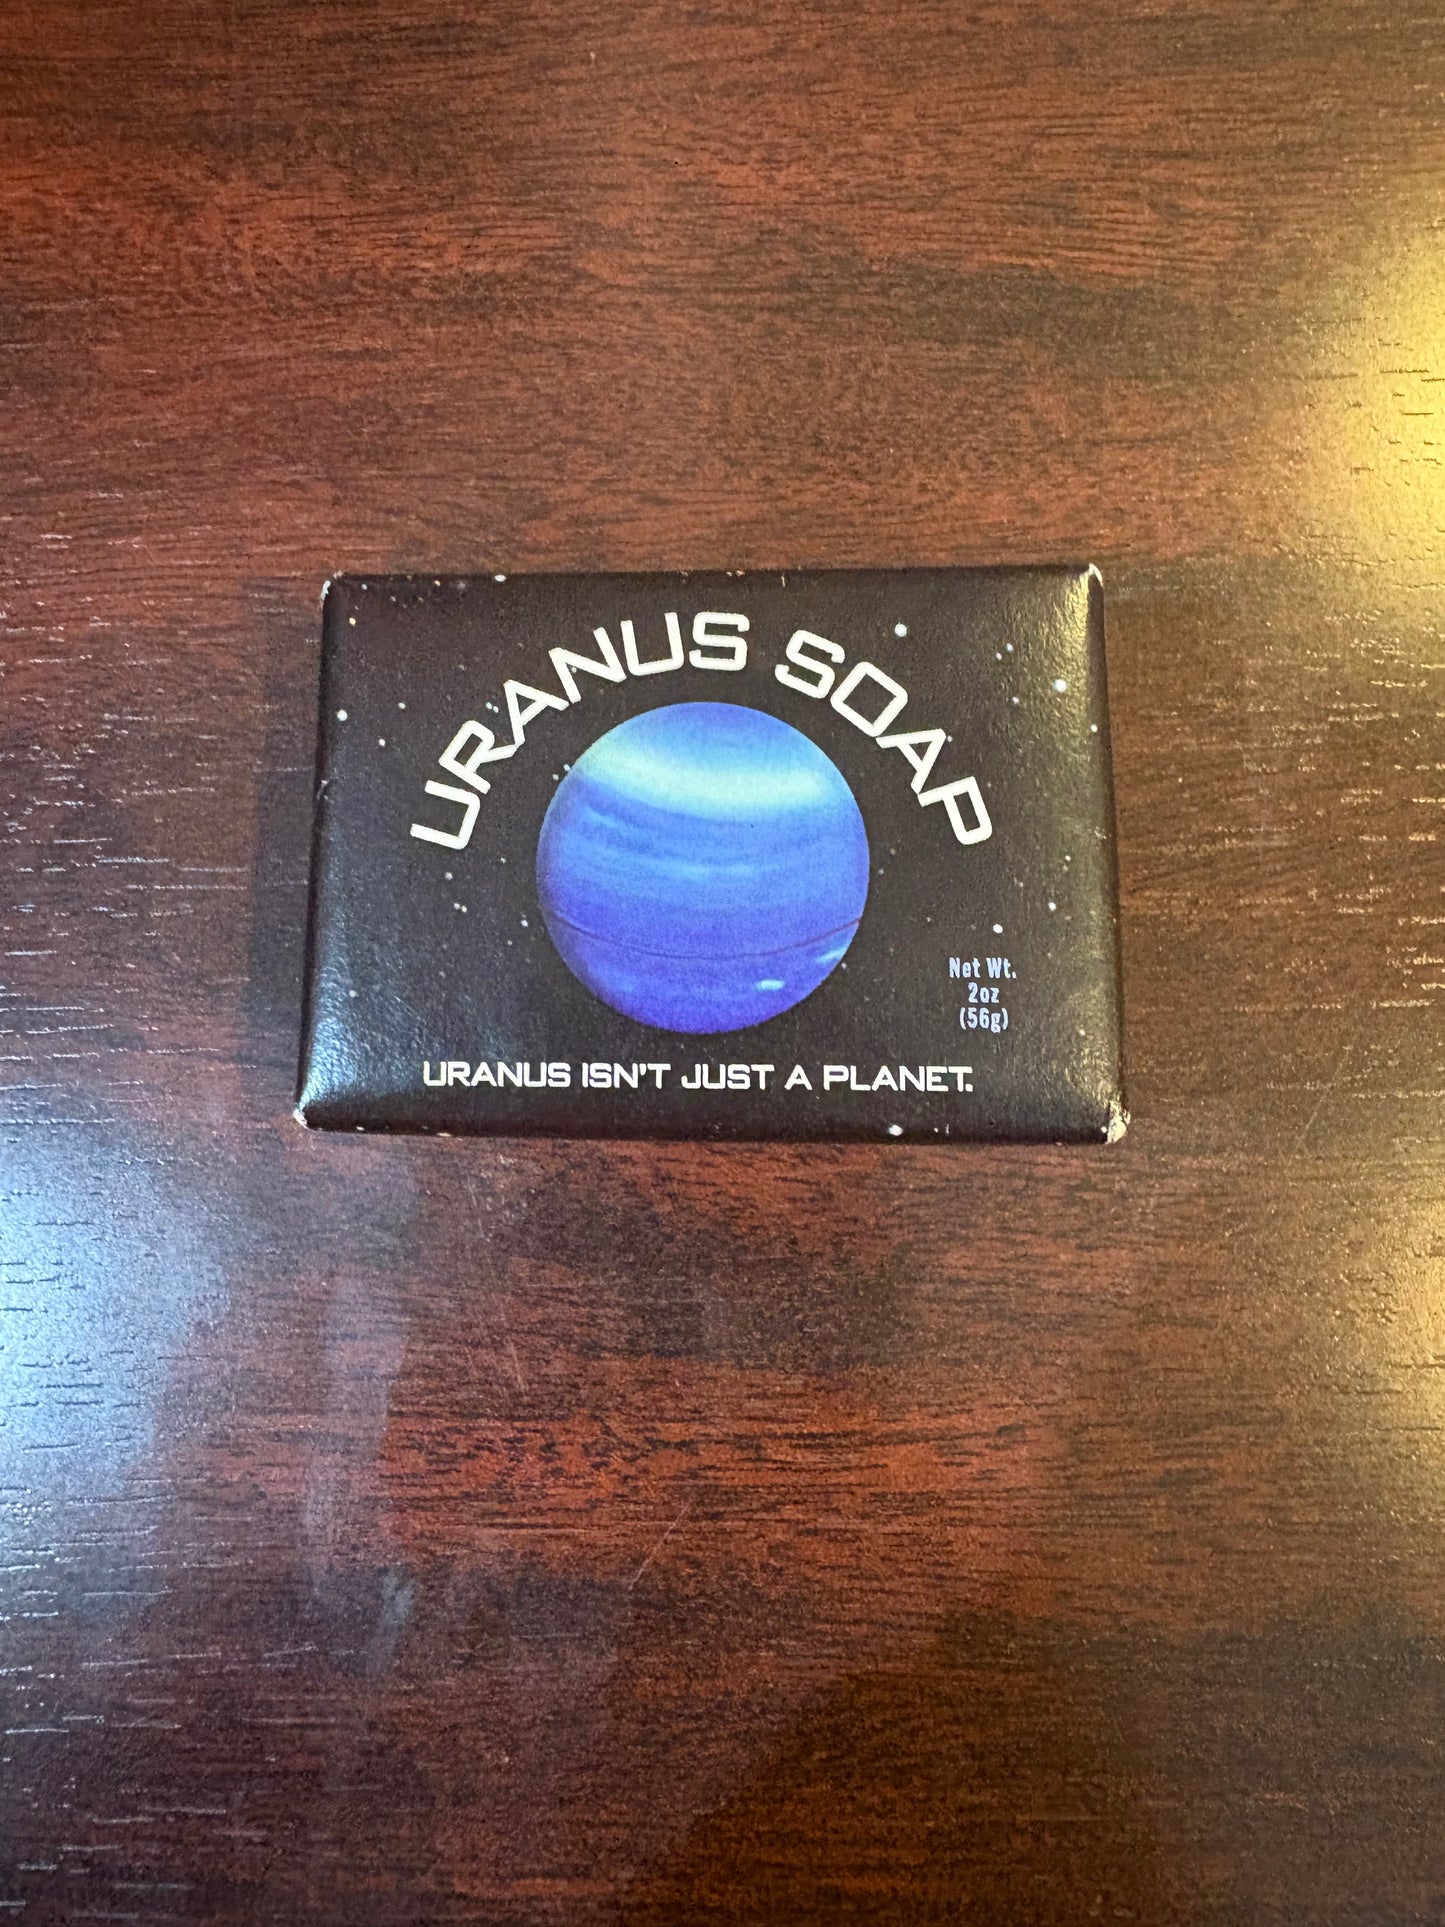 URANUS SOAP
Net Wt.
2oz
(56g)
URANUS ISN'T JUST A PLANET.